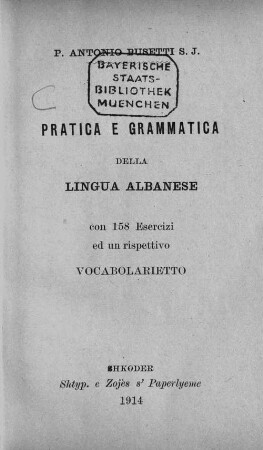 P. ANTONIO BUSETTI S. J.
BAYERISCHE
STAATS-
BIBLIOTHEK
MUENCHEN
C
PRATICA E GRAMMATICA
DELLA
LINGUA ALBANESE
con 158 Esercizi
ed un rispettivo
VOCABOLARIETTO
SHKODER
Shtyp. e Zojès s' Paperlyeme
1914